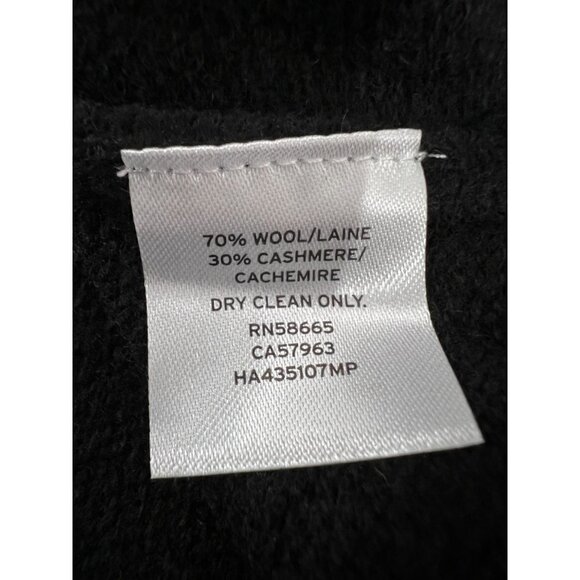 70% WOOL/LAINE
30% CASHMERE/
CACHEMIRE
DRY CLEAN ONLY.
RN58665
CA57963
HA435107MP